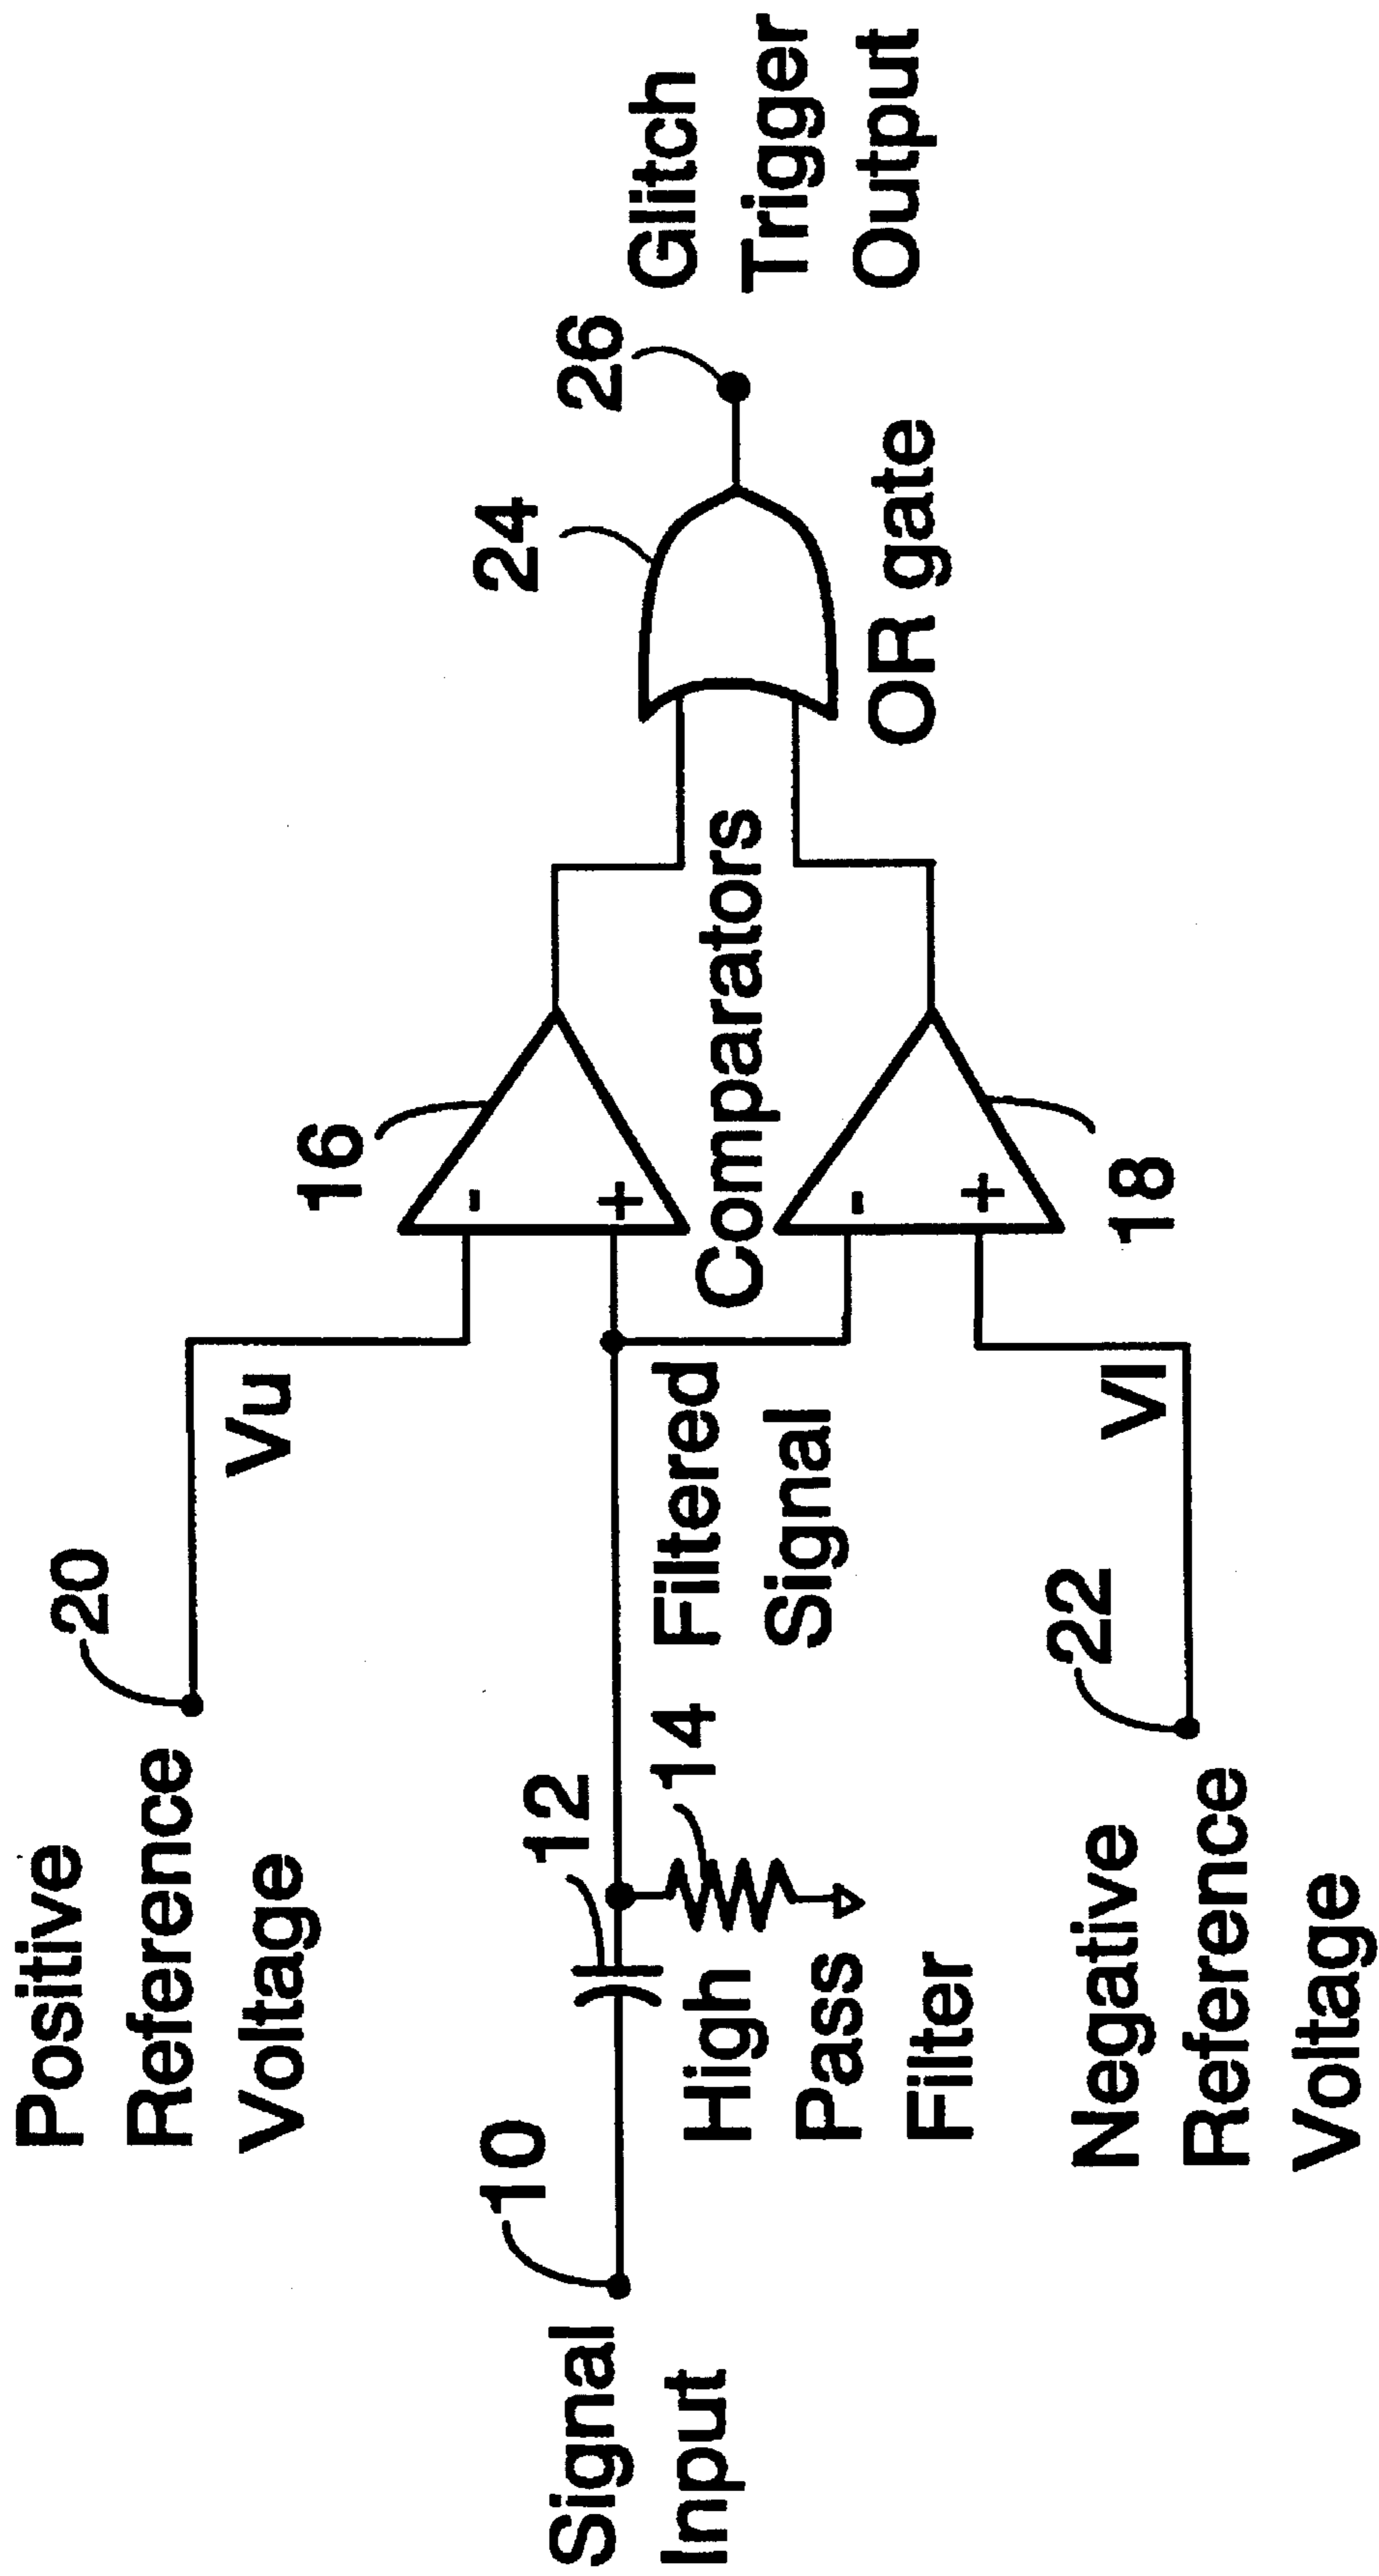 Positive
Reference
Voltage
20
Vu
16
24
26
Glitch
Trigger
Output
Signal
Input
10
12
14
High
Pass
Filter
Filtered
Signal
-
+
Comparators
-
+
18
OR gate
Negative
Reference
Voltage
22
Vl